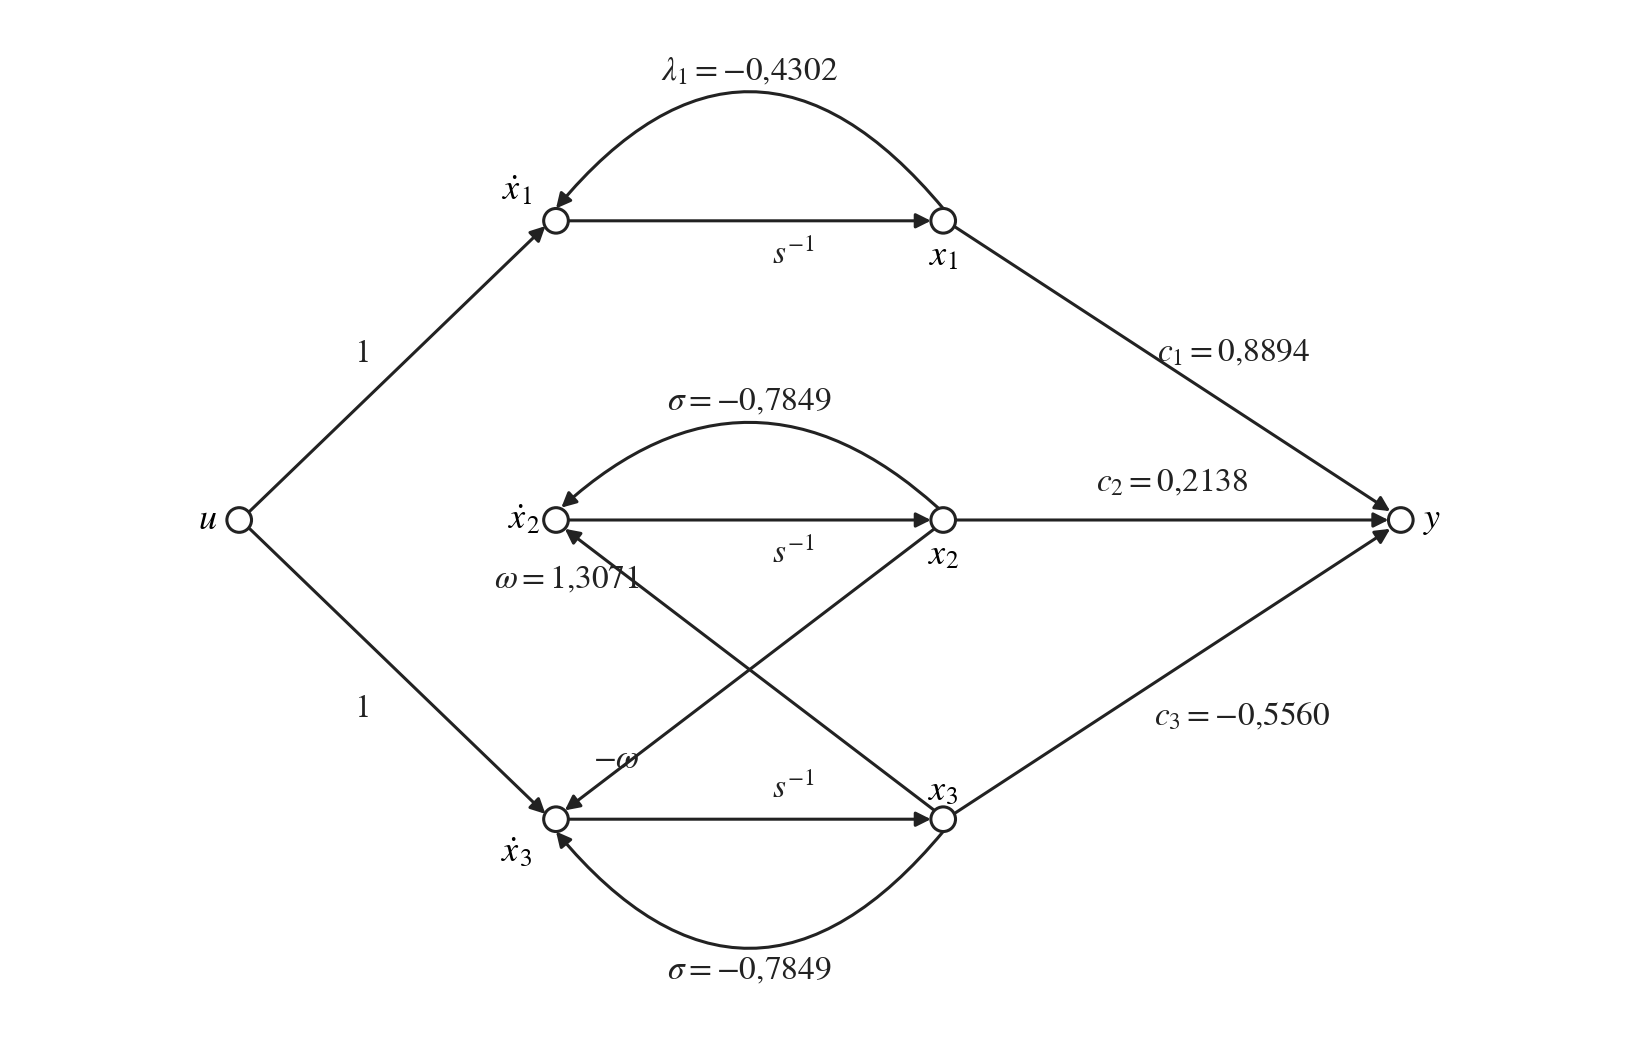 λ₁ = −0,4302
ẋ₁
s⁻¹
x₁
1
c₁ = 0,8894
σ = −0,7849
c₂ = 0,2138
u
ẋ₂
s⁻¹
x₂
y
ω = 1,3071
1
c₃ = −0,5560
−ω
s⁻¹
x₃
ẋ₃
σ = −0,7849